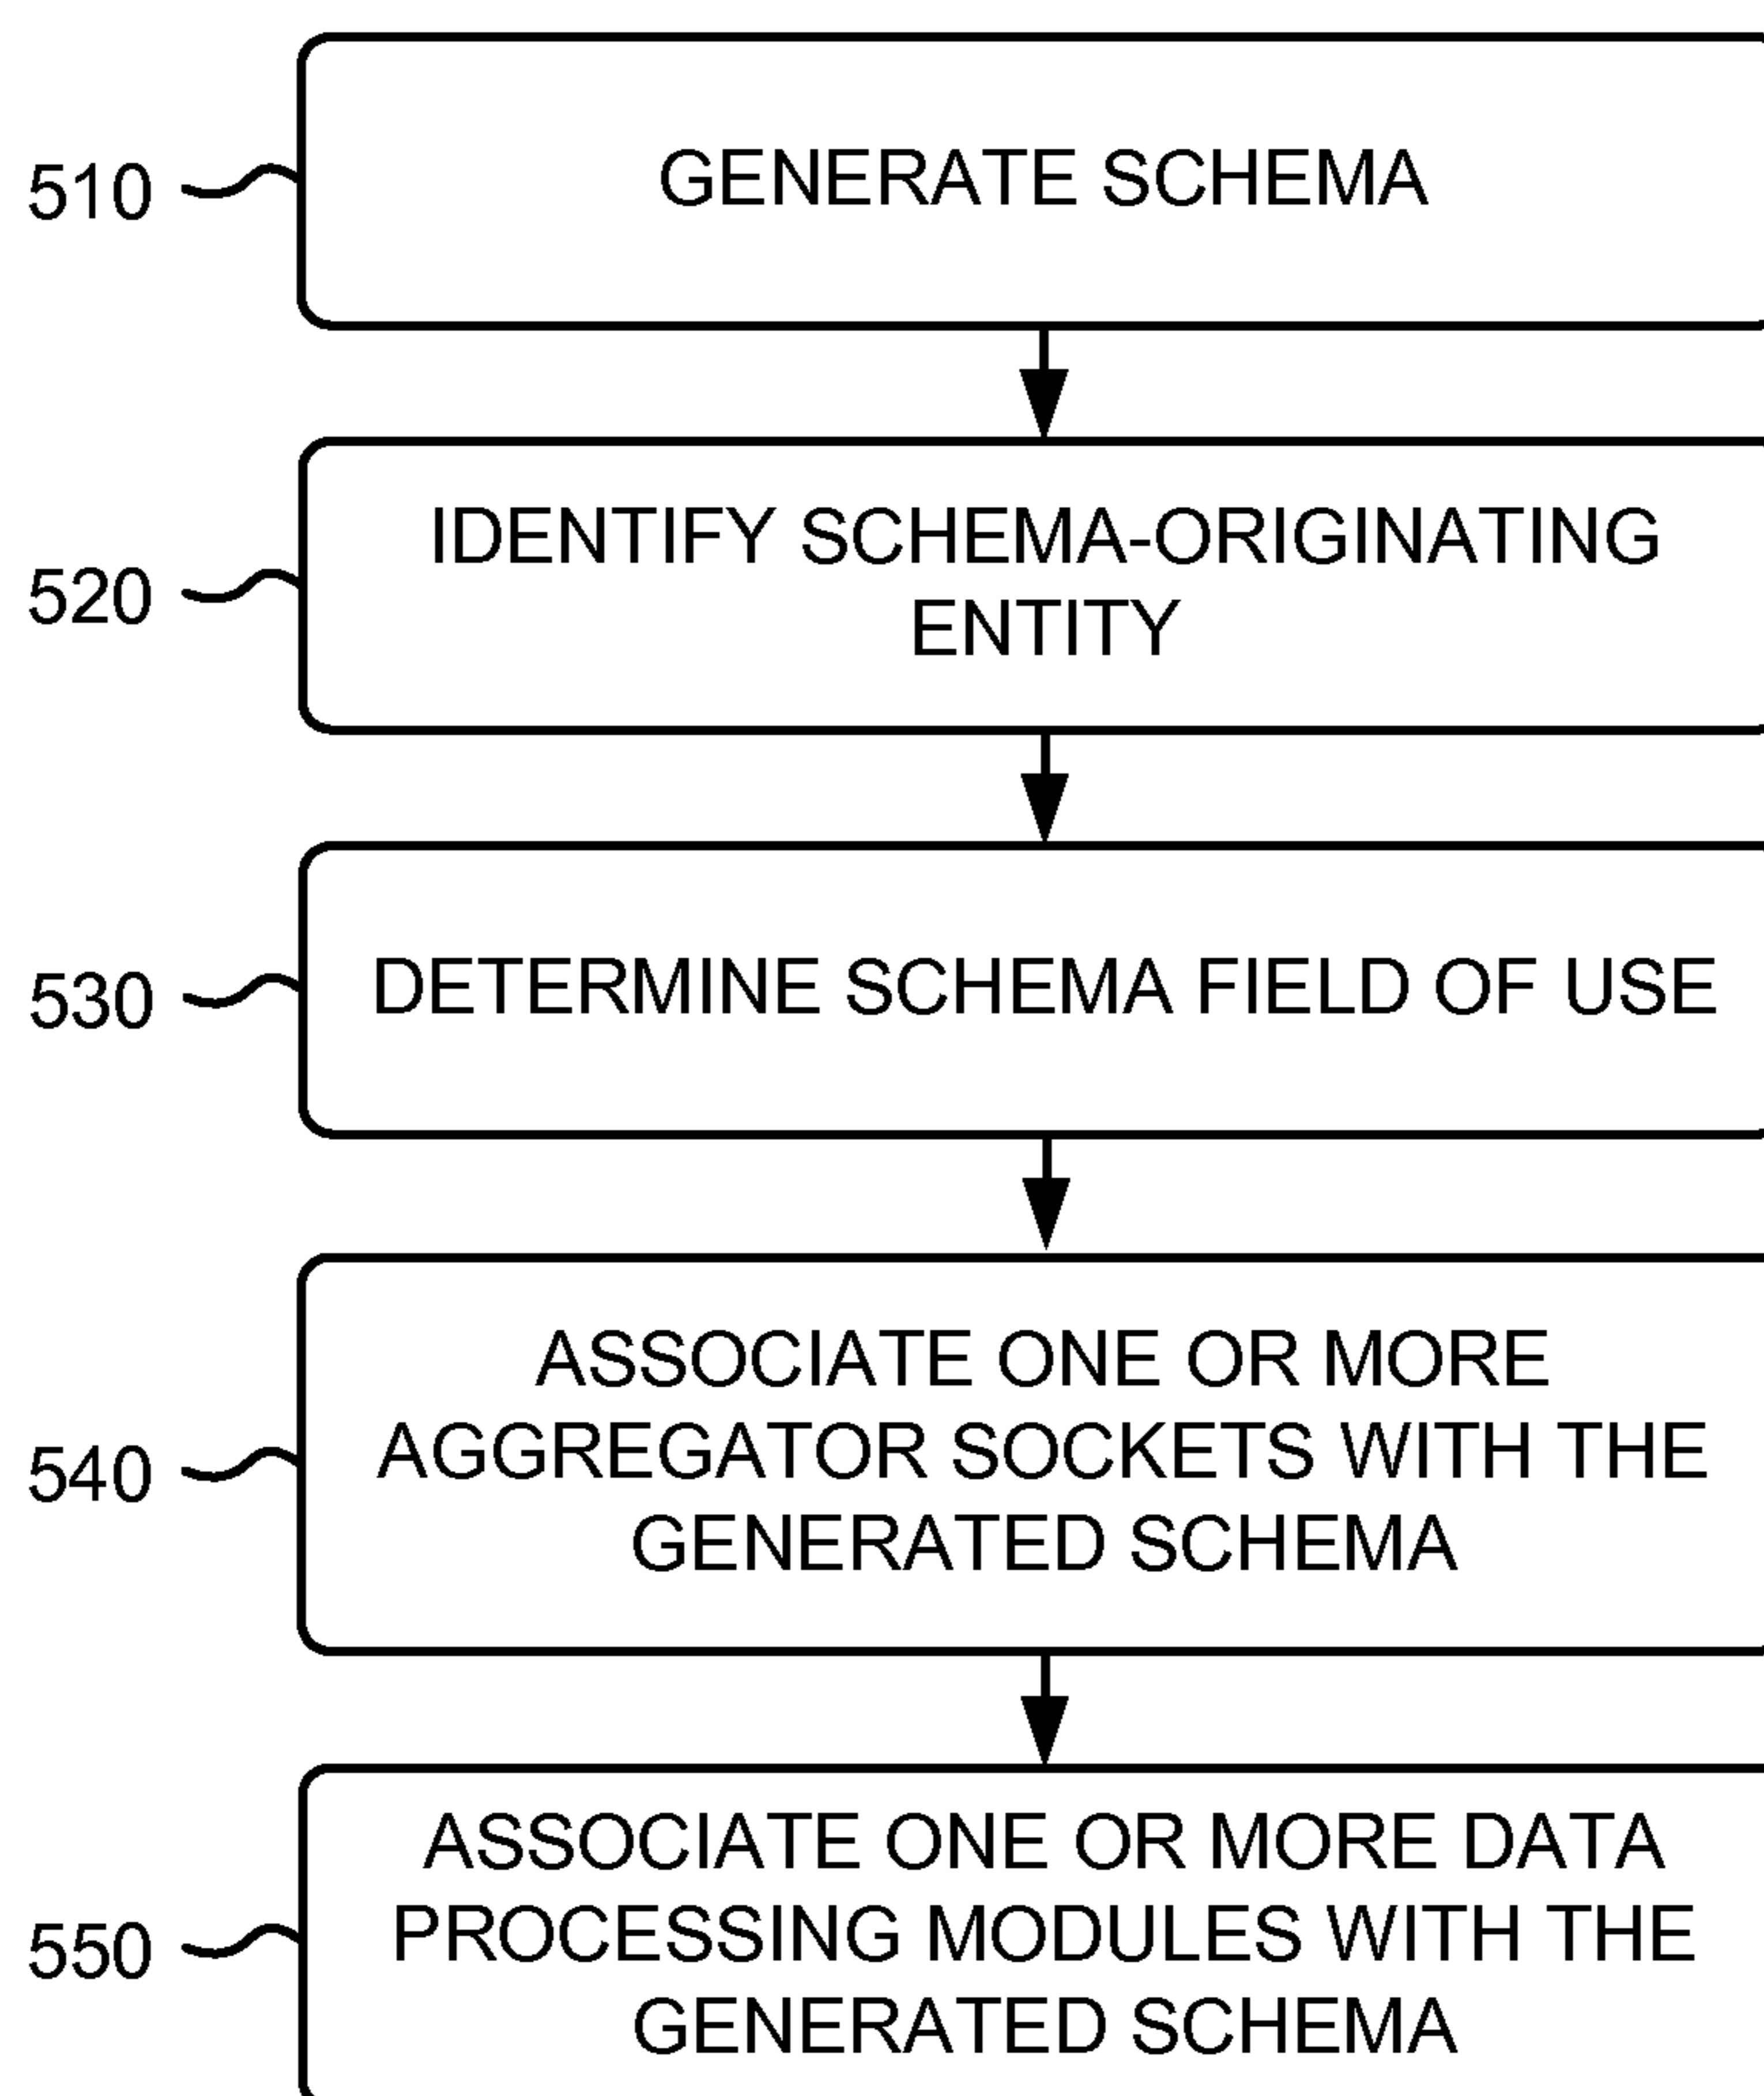 510
GENERATE SCHEMA
520
IDENTIFY SCHEMA-ORIGINATING
ENTITY
530
DETERMINE SCHEMA FIELD OF USE
540
ASSOCIATE ONE OR MORE
AGGREGATOR SOCKETS WITH THE
GENERATED SCHEMA
550
ASSOCIATE ONE OR MORE DATA
PROCESSING MODULES WITH THE
GENERATED SCHEMA